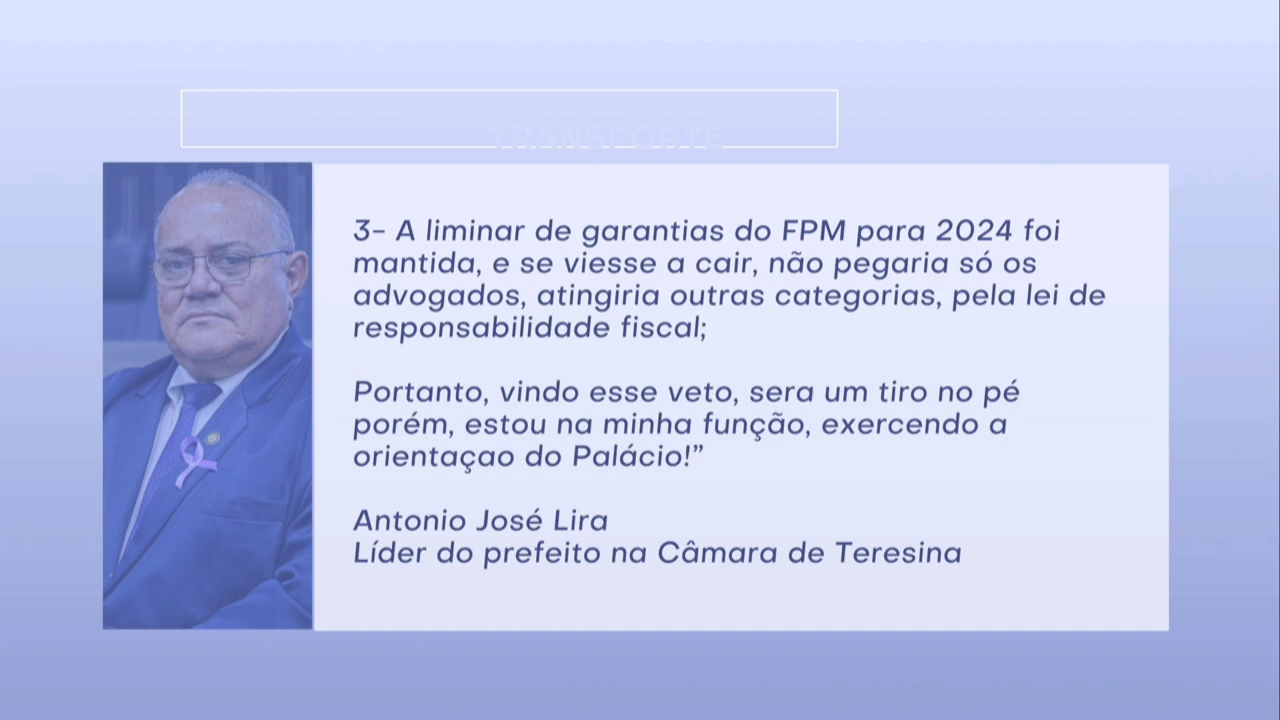 TRANSPORTE
3- A liminar de garantias do FPM para 2024 foi
mantida, e se viesse a cair, não pegaria só os
advogados, atingiria outras categorias, pela lei de
responsabilidade fiscal;
Portanto, vindo esse veto, sera um tiro no pé
porém, estou na minha função, exercendo a
orientaçao do Palácio!”
Antonio José Lira
Líder do prefeito na Câmara de Teresina